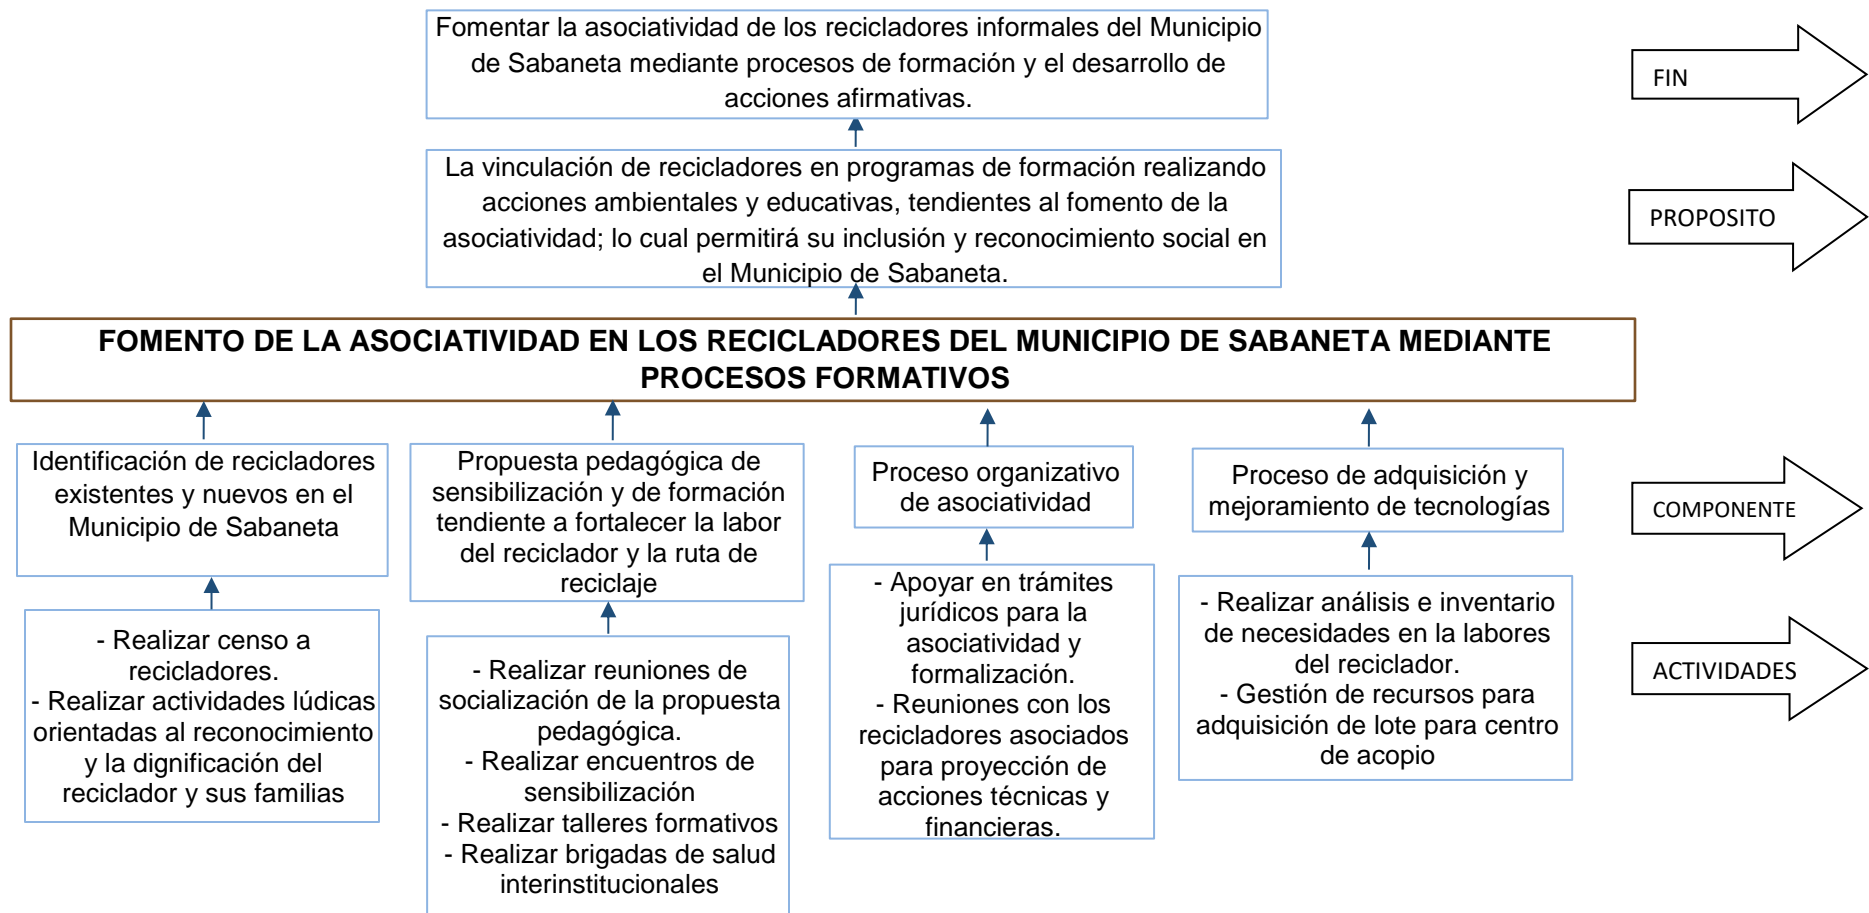 Fomentar la asociatividad de los recicladores informales del Municipio
de Sabaneta mediante procesos de formación y el desarrollo de
acciones afirmativas.
FIN
La vinculación de recicladores en programas de formación realizando
acciones ambientales y educativas, tendientes al fomento de la
asociatividad; lo cual permitirá su inclusión y reconocimiento social en
el Municipio de Sabaneta.
PROPOSITO
FOMENTO DE LA ASOCIATIVIDAD EN LOS RECICLADORES DEL MUNICIPIO DE SABANETA MEDIANTE
PROCESOS FORMATIVOS
Identificación de recicladores
existentes y nuevos en el
Municipio de Sabaneta
Propuesta pedagógica de
sensibilización y de formación
tendiente a fortalecer la labor
del reciclador y la ruta de
reciclaje
Proceso organizativo
de asociatividad
Proceso de adquisición y
mejoramiento de tecnologías
COMPONENTE
- Realizar censo a
recicladores.
- Realizar actividades lúdicas
orientadas al reconocimiento
y la dignificación del
reciclador y sus familias
- Realizar reuniones de
socialización de la propuesta
pedagógica.
- Realizar encuentros de
sensibilización
- Realizar talleres formativos
- Realizar brigadas de salud
interinstitucionales
- Apoyar en trámites
jurídicos para la
asociatividad y
formalización.
- Reuniones con los
recicladores asociados
para proyección de
acciones técnicas y
financieras.
- Realizar análisis e inventario
de necesidades en la labores
del reciclador.
- Gestión de recursos para
adquisición de lote para centro
de acopio
ACTIVIDADES